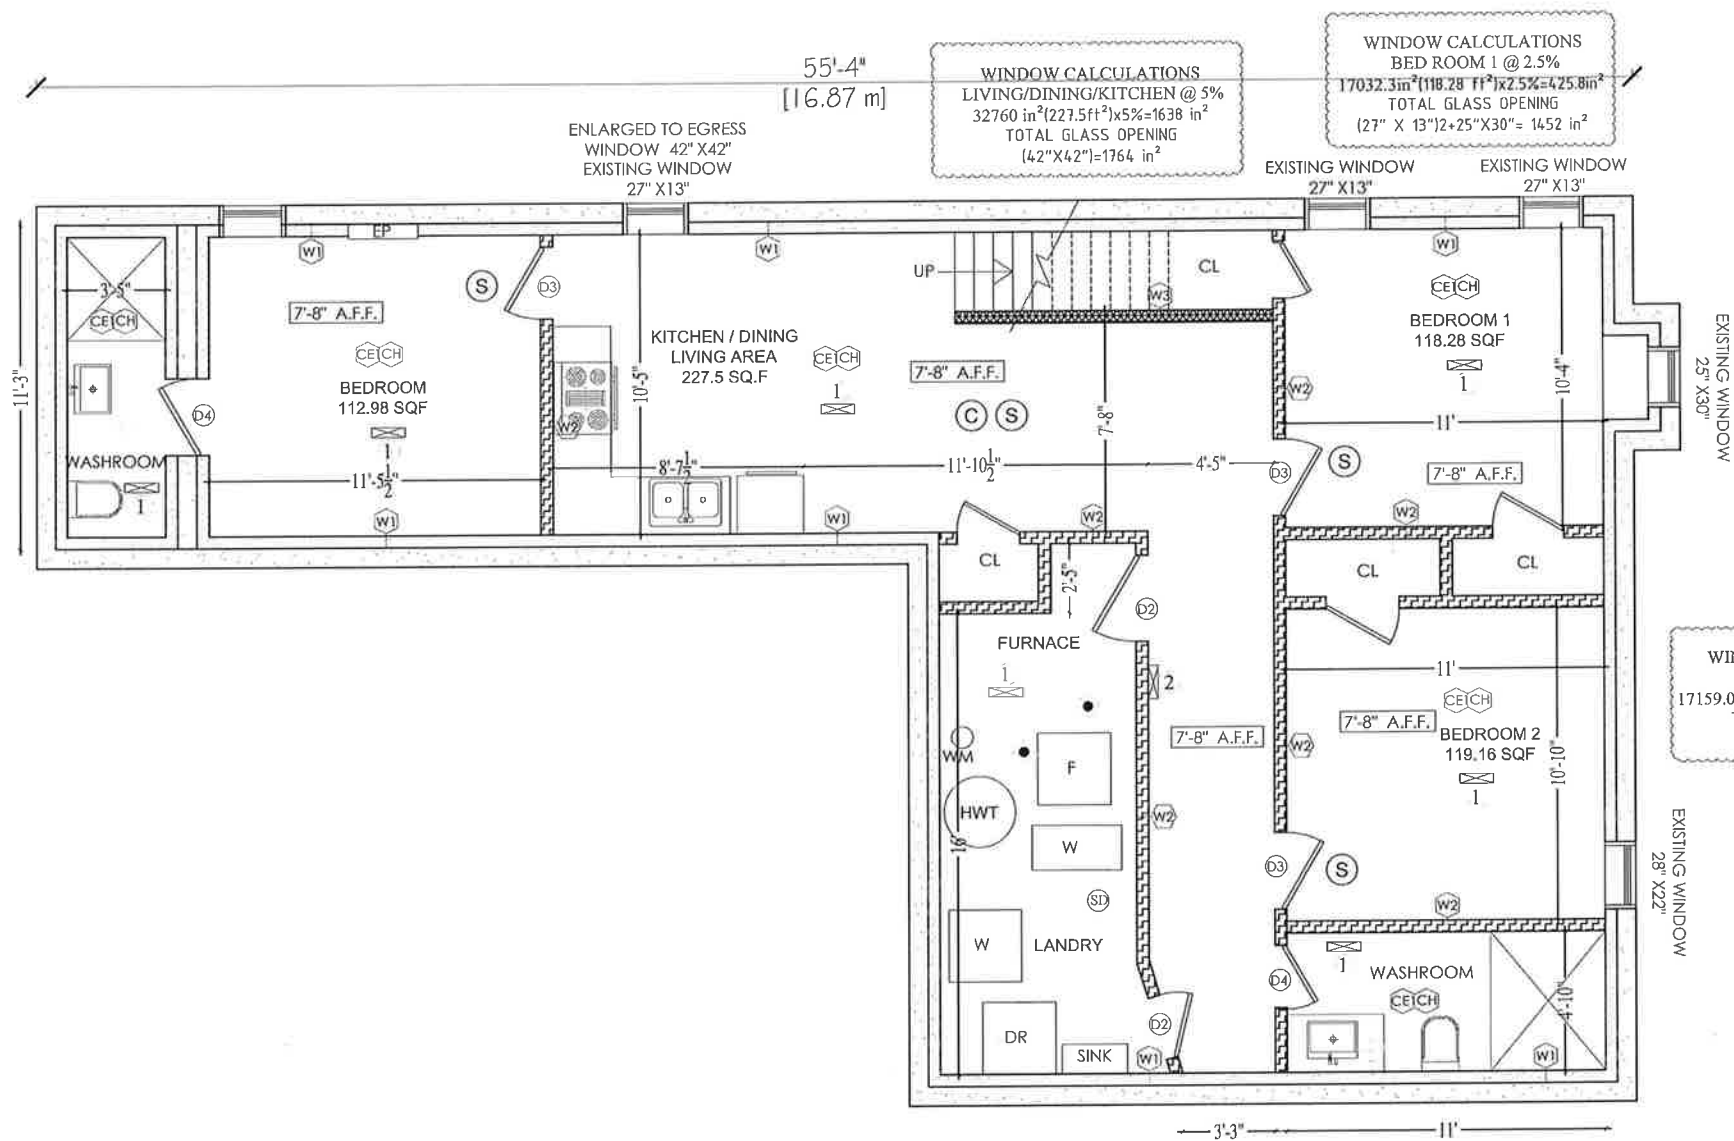 55'-4"
[16.87 m]
WINDOW CALCULATIONS
LIVING/DINING/KITCHEN @ 5%
32760 in²(227.5ft²)x5%=1638 in²
TOTAL GLASS OPENING
(42"X42")=1764 in²
WINDOW CALCULATIONS
BED ROOM 1 @ 2.5%
17032.3in²(118.28 ft²)x2.5%=425.8in²
TOTAL GLASS OPENING
(27" X 13")2+25"X30"= 1452 in²
ENLARGED TO EGRESS
WINDOW 42" X42"
EXISTING WINDOW
27" X13"
EXISTING WINDOW
27" X13"
EXISTING WINDOW
27" X13"
11'-3"
3'-5"
CE CH
WASHROOM
1
D4
W1
EP
S
D3
7'-8" A.F.F.
CE CH
BEDROOM
112.98 SQF
1
11'-5 1/2"
W1
W1
KITCHEN / DINING
LIVING AREA
227.5 SQ.F
CE CH
1
10'-5"
W2
8'-7 1/2"
W1
7'-8" A.F.F.
C S
11'-10 1/2"
7'-8"
4'-5"
UP
W3
CL
W1
CE CH
BEDROOM 1
118.28 SQF
1
W2
10'-4"
11'
D3
S
7'-8" A.F.F.
W2
EXISTING WINDOW
25" X30"
W2
CL
2'-5"
D2
CL
CL
FURNACE
1
2
WM
F
HWT
16'
W
W2
SD
W
LANDRY
DR
SINK
D2
W1
7'-8" A.F.F.
11'
CE CH
7'-8" A.F.F.
BEDROOM 2
119.16 SQF
1
W2
10'-10"
D3
S
W2
WI
17159.0
EXISTING WINDOW
28" X22"
D4
1
WASHROOM
CE CH
4'-10"
W1
3'-3"
11'